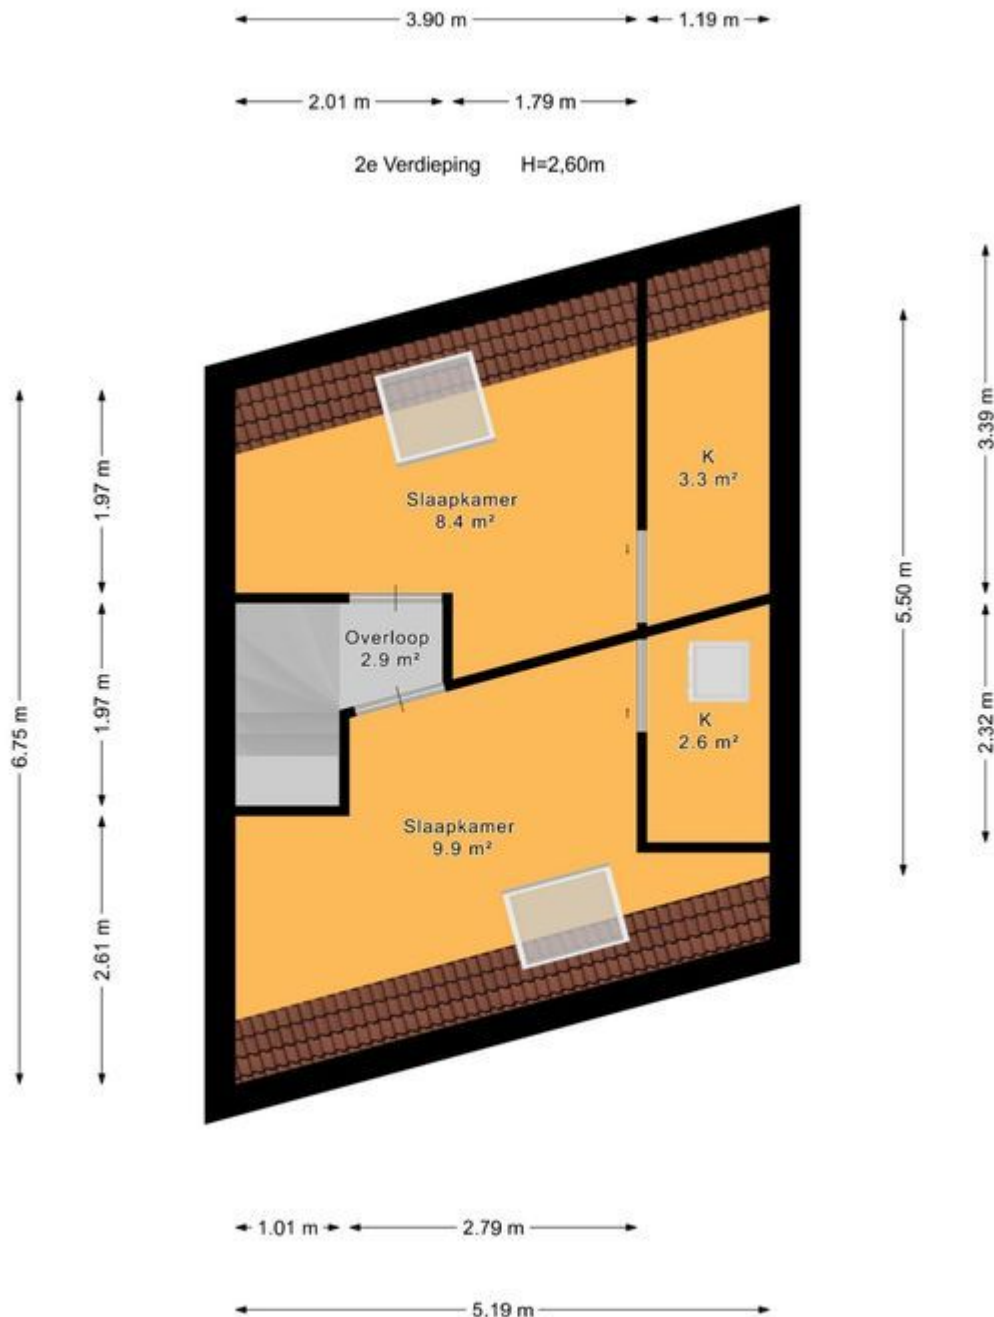 3.90 m
1.19 m
2.01 m
1.79 m
2e Verdieping H=2,60m
3.39 m
5.50 m
1.97 m
K
3.3 m²
Slaapkamer
8.4 m²
Overloop
2.9 m²
1.97 m
6.75 m
K
2.6 m²
2.32 m
Slaapkamer
9.9 m²
2.61 m
1.01 m
2.79 m
5.19 m